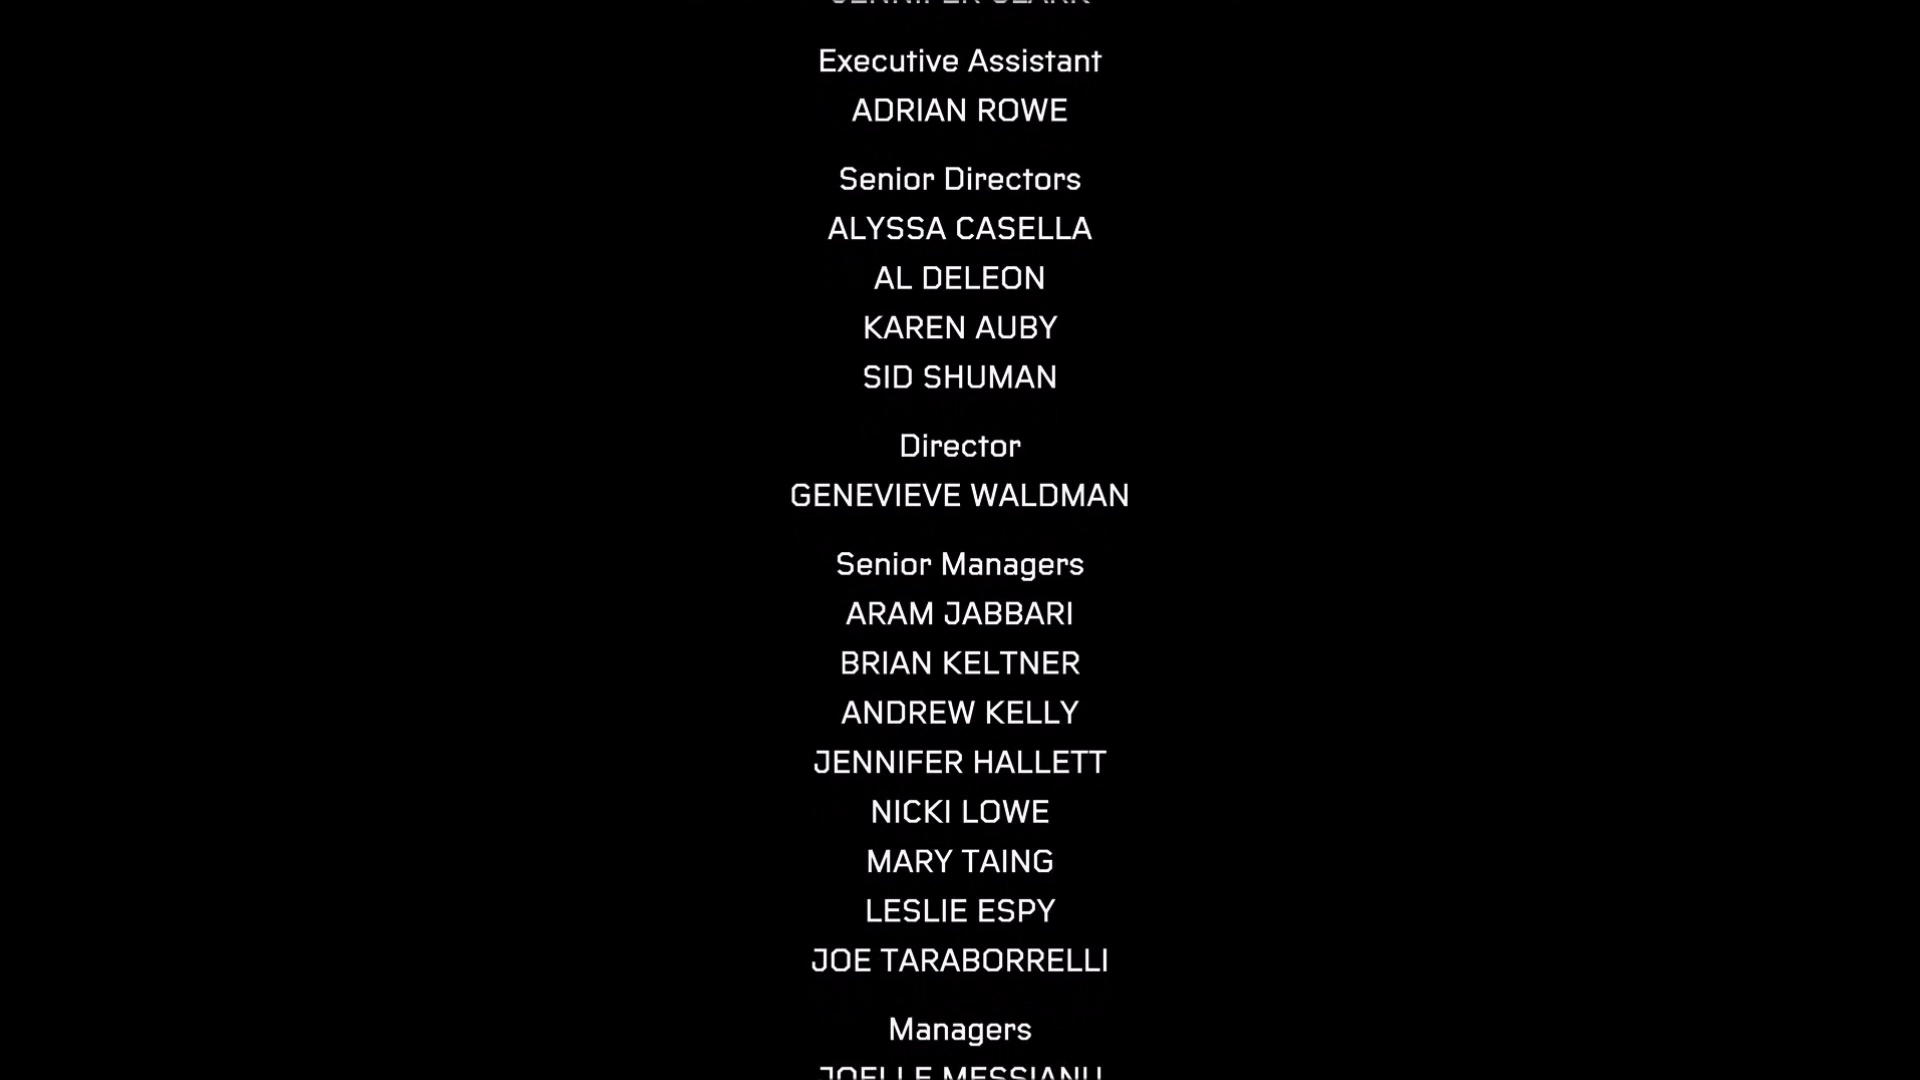 JENNIFER CLARK
Executive Assistant
ADRIAN ROWE
Senior Directors
ALYSSA CASELLA
AL DELEON
KAREN AUBY
SID SHUMAN
Director
GENEVIEVE WALDMAN
Senior Managers
ARAM JABBARI
BRIAN KELTNER
ANDREW KELLY
JENNIFER HALLETT
NICKI LOWE
MARY TAING
LESLIE ESPY
JOE TARABORRELLI
Managers
JOELLE MESSIANU